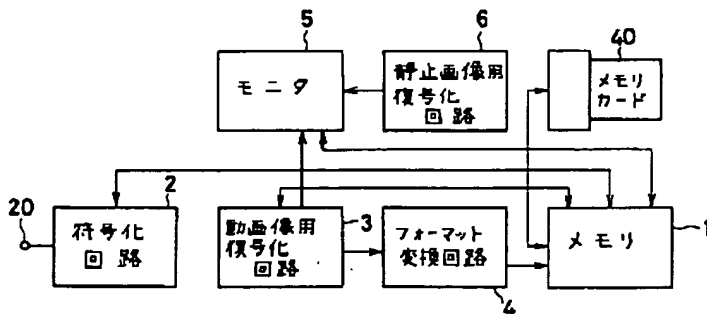 5
モニタ
6
静止画像用
復号化
回路
40
メモリ
カード
20
2
符号化
回路
3
動画像用
復号化
回路
フォーマット
変換回路
4
メモリ
1